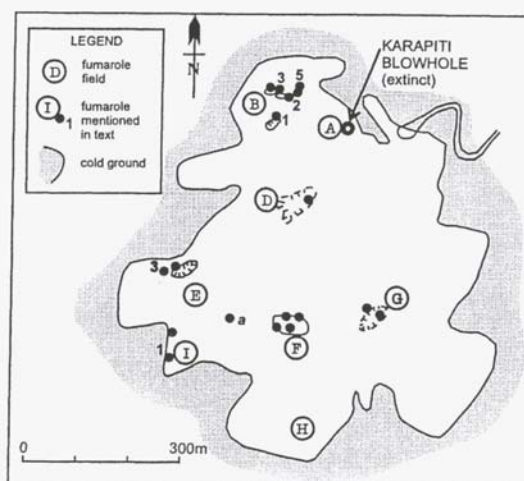 LEGEND
D fumarole field
I 1 fumarole mentioned in text
cold ground
N
KARAPITI
BLOWHOLE
(extinct)
3
5
B
2
1
A
D
3
E
G
a
F
1
I
H
0 300m